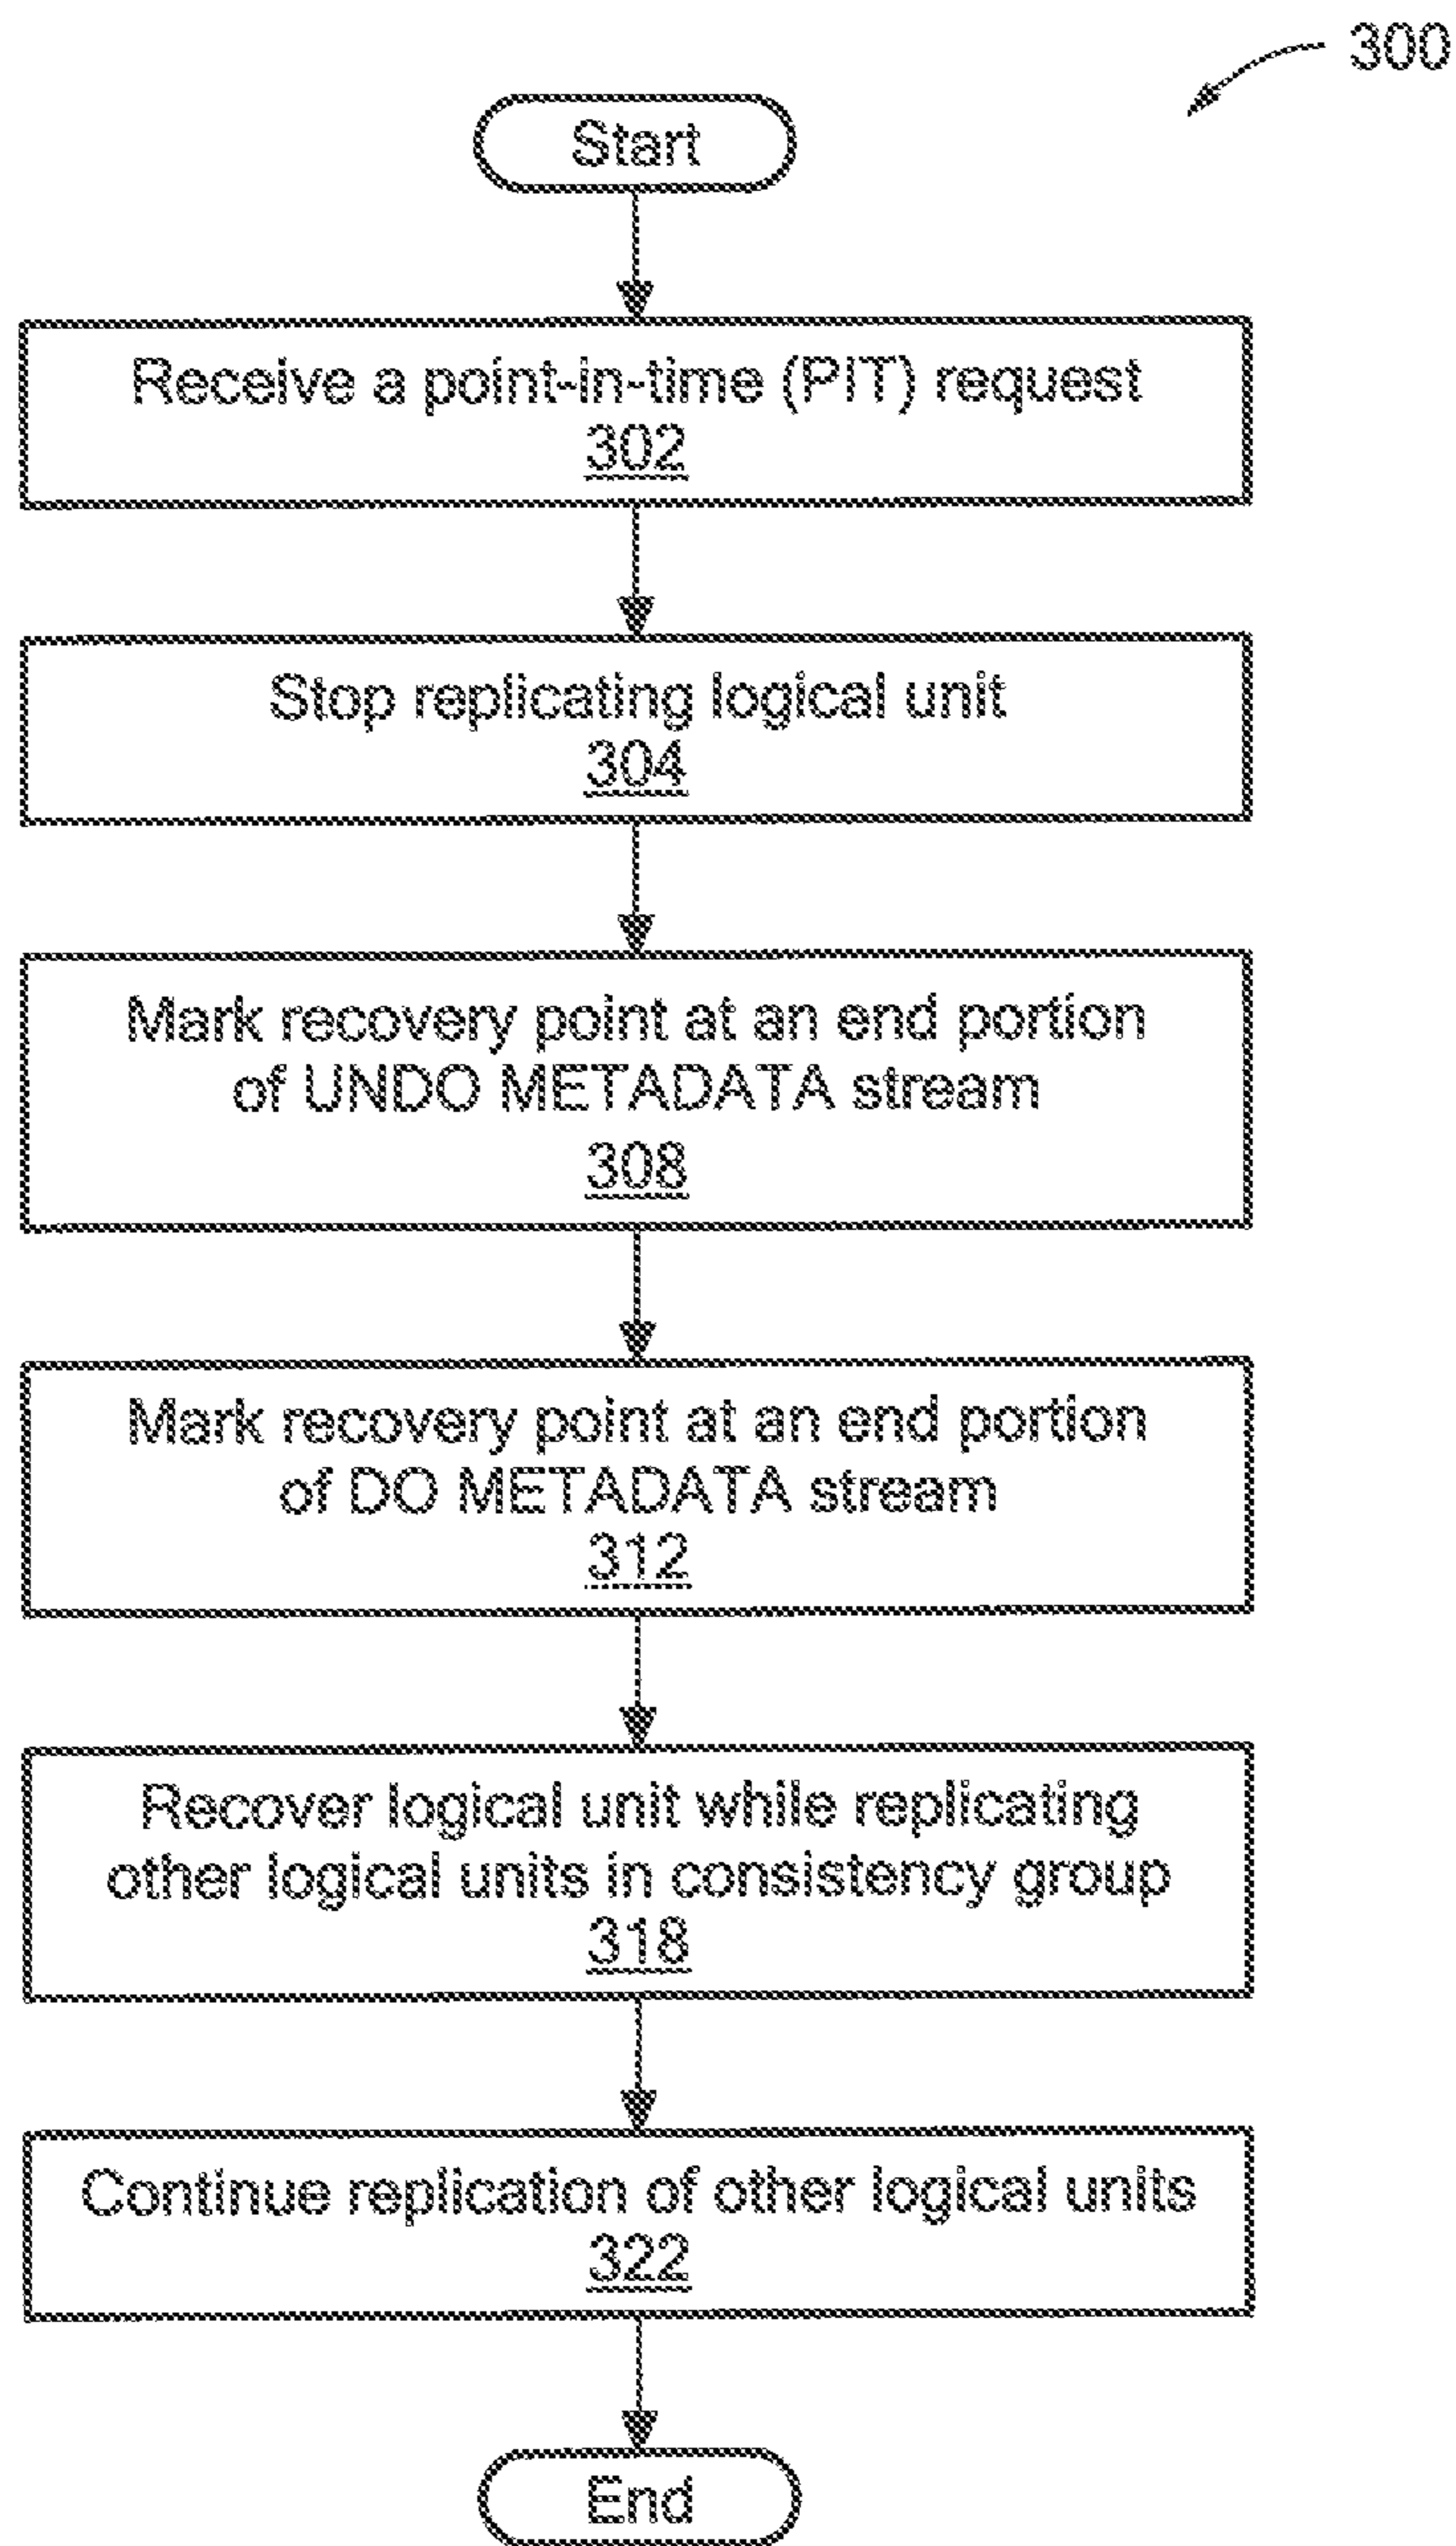 300
Start
Receive a point-in-time (PIT) request
302
Stop replicating logical unit
304
Mark recovery point at an end portion
of UNDO METADATA stream
308
Mark recovery point at an end portion
of DO METADATA stream
312
Recover logical unit while replicating
other logical units in consistency group
318
Continue replication of other logical units
322
End